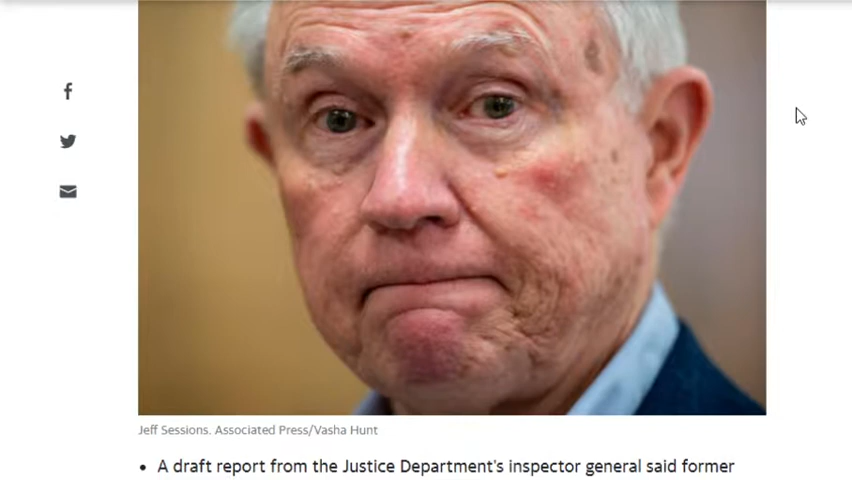 Jeff Sessions. Associated Press/Vasha Hunt
• A draft report from the Justice Department's inspector general said former